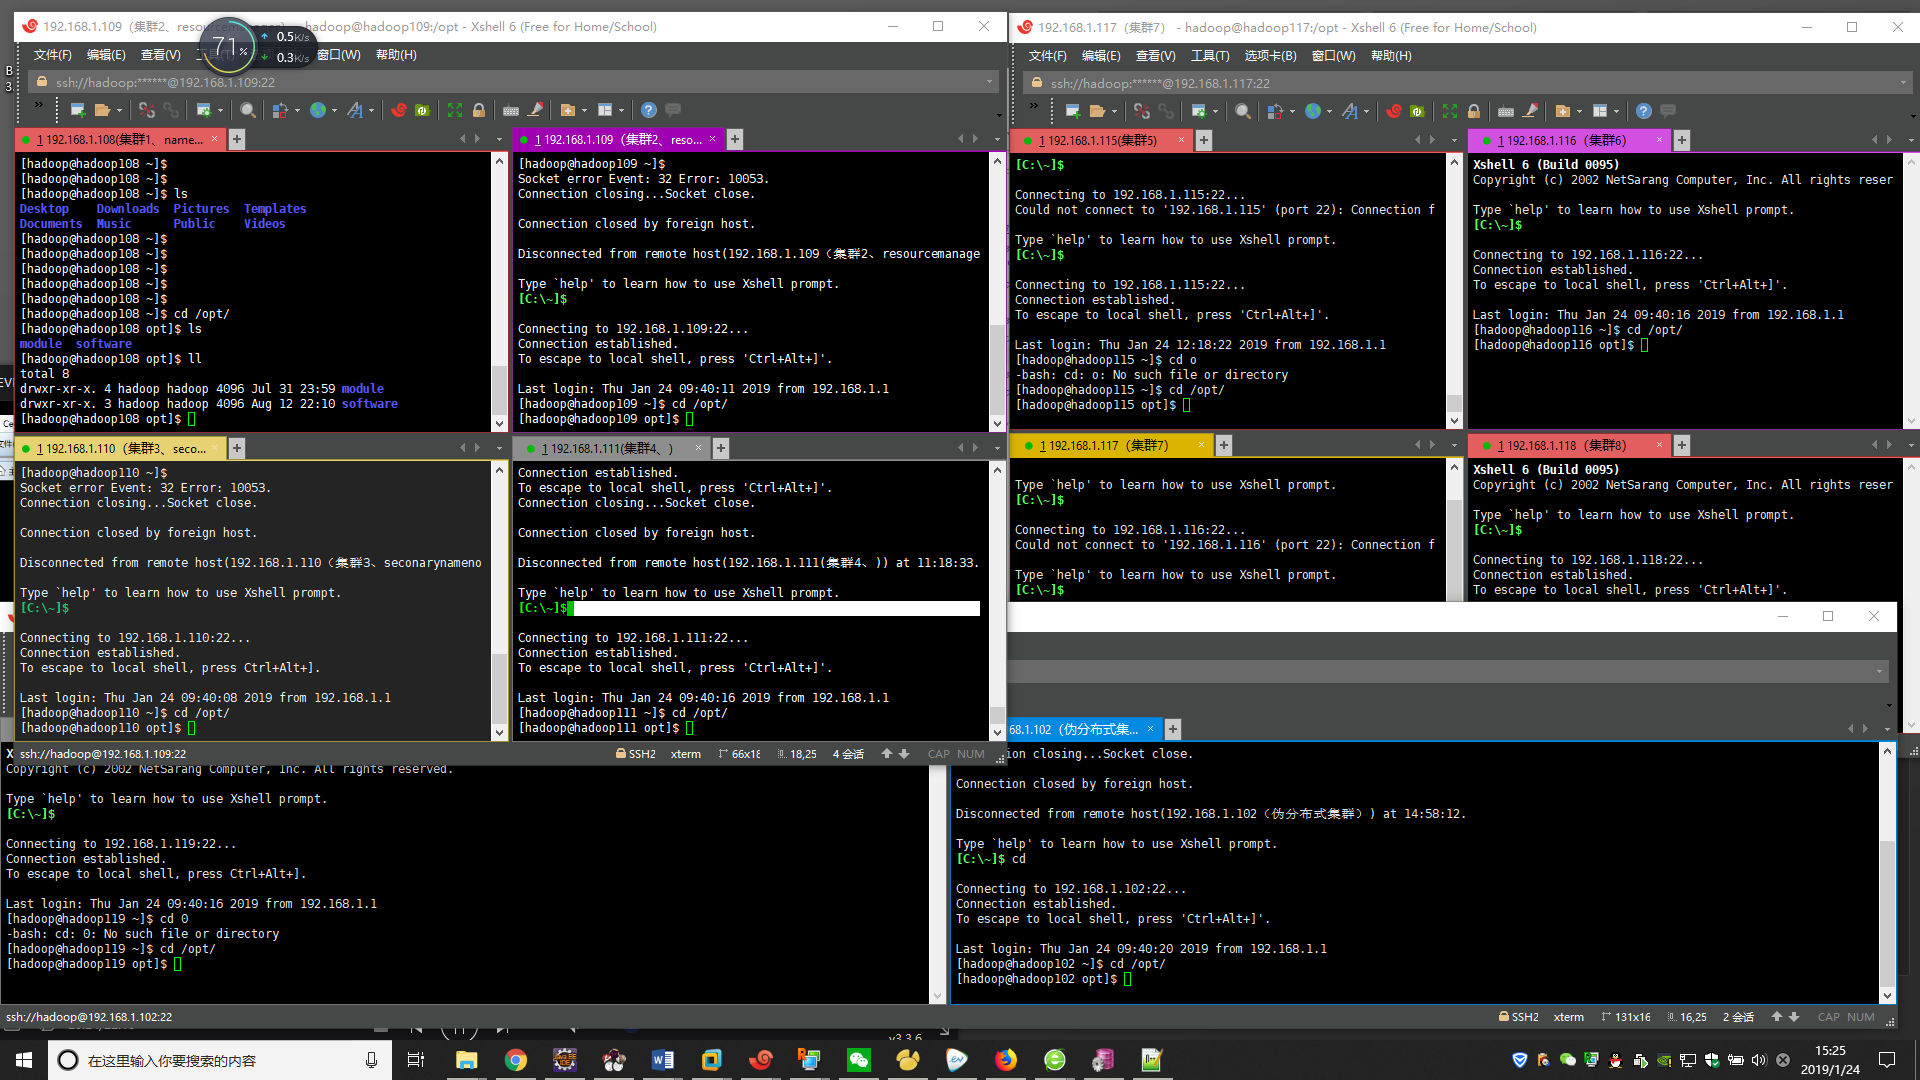 192.168.1.109（集群2、resourcemanager） - hadoop@hadoop109:/opt - Xshell 6 (Free for Home/School)
71%
0.5K/s
0.3K/s
文件(F) 编辑(E) 查看(V) 窗口(W) 帮助(H)
ssh://hadoop:******@192.168.1.109:22
1 192.168.1.108(集群1、name...
[hadoop@hadoop108 ~]$
[hadoop@hadoop108 ~]$
[hadoop@hadoop108 ~]$ ls
Desktop Downloads Pictures Templates
Documents Music Public Videos
[hadoop@hadoop108 ~]$
[hadoop@hadoop108 ~]$
[hadoop@hadoop108 ~]$
[hadoop@hadoop108 ~]$
[hadoop@hadoop108 ~]$
[hadoop@hadoop108 ~]$ cd /opt/
[hadoop@hadoop108 opt]$ ls
module software
[hadoop@hadoop108 opt]$ ll
total 8
drwxr-xr-x. 4 hadoop hadoop 4096 Jul 31 23:59 module
drwxr-xr-x. 3 hadoop hadoop 4096 Aug 12 22:10 software
[hadoop@hadoop108 opt]$
1 192.168.1.109（集群2、reso...
[hadoop@hadoop109 ~]$
Socket error Event: 32 Error: 10053.
Connection closing...Socket close.
Connection closed by foreign host.
Disconnected from remote host(192.168.1.109（集群2、resourcemanage
Type `help' to learn how to use Xshell prompt.
[C:\~]$
Connecting to 192.168.1.109:22...
Connection established.
To escape to local shell, press 'Ctrl+Alt+]'.
Last login: Thu Jan 24 09:40:11 2019 from 192.168.1.1
[hadoop@hadoop109 ~]$ cd /opt/
[hadoop@hadoop109 opt]$
1 192.168.1.110（集群3、seco...
[hadoop@hadoop110 ~]$
Socket error Event: 32 Error: 10053.
Connection closing...Socket close.
Connection closed by foreign host.
Disconnected from remote host(192.168.1.110（集群3、seconarynameno
Type `help' to learn how to use Xshell prompt.
[C:\~]$
Connecting to 192.168.1.110:22...
Connection established.
To escape to local shell, press Ctrl+Alt+].
Last login: Thu Jan 24 09:40:08 2019 from 192.168.1.1
[hadoop@hadoop110 ~]$ cd /opt/
[hadoop@hadoop110 opt]$
1 192.168.1.111(集群4、)
Connection established.
To escape to local shell, press 'Ctrl+Alt+]'.
Connection closing...Socket close.
Connection closed by foreign host.
Disconnected from remote host(192.168.1.111(集群4、)) at 11:18:33.
Type `help' to learn how to use Xshell prompt.
[C:\~]$
Connecting to 192.168.1.111:22...
Connection established.
To escape to local shell, press 'Ctrl+Alt+]'.
Last login: Thu Jan 24 09:40:16 2019 from 192.168.1.1
[hadoop@hadoop111 ~]$ cd /opt/
[hadoop@hadoop111 opt]$
ssh://hadoop@192.168.1.109:22 SSH2 xterm 66x18 18,25 4 会话 CAP NUM
192.168.1.117（集群7） - hadoop@hadoop117:/opt - Xshell 6 (Free for Home/School)
文件(F) 编辑(E) 查看(V) 工具(T) 选项卡(B) 窗口(W) 帮助(H)
ssh://hadoop:******@192.168.1.117:22
1 192.168.1.115(集群5)
[C:\~]$
Connecting to 192.168.1.115:22...
Could not connect to '192.168.1.115' (port 22): Connection f
Type `help' to learn how to use Xshell prompt.
[C:\~]$
Connecting to 192.168.1.115:22...
Connection established.
To escape to local shell, press 'Ctrl+Alt+]'.
Last login: Thu Jan 24 12:18:22 2019 from 192.168.1.1
[hadoop@hadoop115 ~]$ cd o
-bash: cd: o: No such file or directory
[hadoop@hadoop115 ~]$ cd /opt/
[hadoop@hadoop115 opt]$
1 192.168.1.116（集群6）
Xshell 6 (Build 0095)
Copyright (c) 2002 NetSarang Computer, Inc. All rights reser
Type `help' to learn how to use Xshell prompt.
[C:\~]$
Connecting to 192.168.1.116:22...
Connection established.
To escape to local shell, press 'Ctrl+Alt+]'.
Last login: Thu Jan 24 09:40:16 2019 from 192.168.1.1
[hadoop@hadoop116 ~]$ cd /opt/
[hadoop@hadoop116 opt]$
1 192.168.1.117（集群7）
Type `help' to learn how to use Xshell prompt.
[C:\~]$
Connecting to 192.168.1.116:22...
Could not connect to '192.168.1.116' (port 22): Connection f
Type `help' to learn how to use Xshell prompt.
[C:\~]$
1 192.168.1.118（集群8）
Xshell 6 (Build 0095)
Copyright (c) 2002 NetSarang Computer, Inc. All rights reser
Type `help' to learn how to use Xshell prompt.
[C:\~]$
Connecting to 192.168.1.118:22...
Connection established.
To escape to local shell, press 'Ctrl+Alt+]'.
Copyright (c) 2002 NetSarang Computer, Inc. All rights reserved.
Type `help' to learn how to use Xshell prompt.
[C:\~]$
Connecting to 192.168.1.119:22...
Connection established.
To escape to local shell, press Ctrl+Alt+].
Last login: Thu Jan 24 09:40:16 2019 from 192.168.1.1
[hadoop@hadoop119 ~]$ cd 0
-bash: cd: 0: No such file or directory
[hadoop@hadoop119 ~]$ cd /opt/
[hadoop@hadoop119 opt]$
68.1.102（伪分布式集...
ion closing...Socket close.
Connection closed by foreign host.
Disconnected from remote host(192.168.1.102（伪分布式集群）) at 14:58:12.
Type `help' to learn how to use Xshell prompt.
[C:\~]$ cd
Connecting to 192.168.1.102:22...
Connection established.
To escape to local shell, press 'Ctrl+Alt+]'.
Last login: Thu Jan 24 09:40:20 2019 from 192.168.1.1
[hadoop@hadoop102 ~]$ cd /opt/
[hadoop@hadoop102 opt]$
ssh://hadoop@192.168.1.102:22 SSH2 xterm 131x16 16,25 2 会话 CAP NUM
v3.3.6
在这里输入你要搜索的内容
15:25
2019/1/24